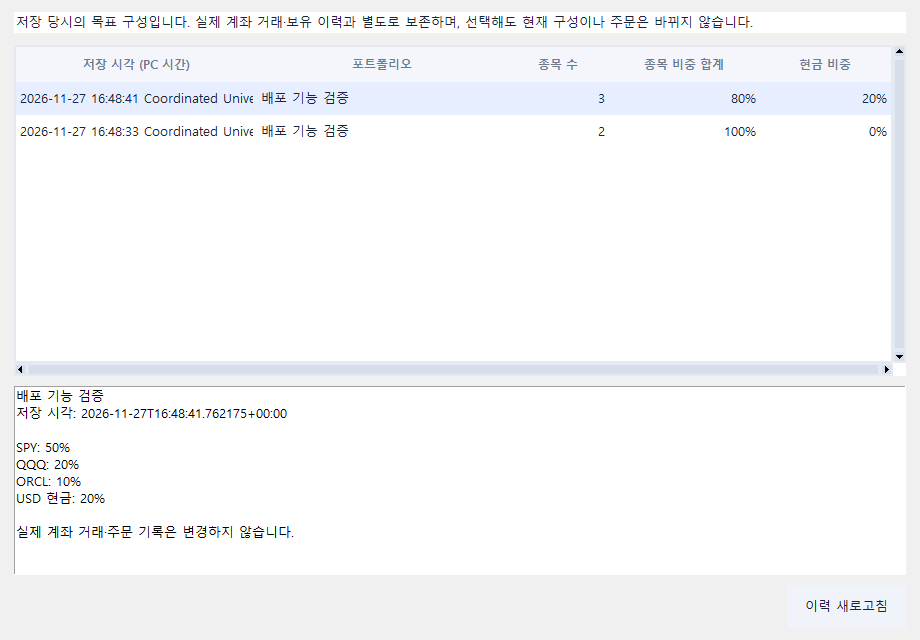 저장 당시의 목표 구성입니다. 실제 계좌 거래·보유 이력과 별도로 보존하며, 선택해도 현재 구성이나 주문은 바뀌지 않습니다.
저장 시각 (PC 시간) 포트폴리오 종목 수 종목 비중 합계 현금 비중
2026-11-27 16:48:41 Coordinated Unive 배포 기능 검증 3 80% 20%
2026-11-27 16:48:33 Coordinated Unive 배포 기능 검증 2 100% 0%
배포 기능 검증
저장 시각: 2026-11-27T16:48:41.762175+00:00
SPY: 50%
QQQ: 20%
ORCL: 10%
USD 현금: 20%
실제 계좌 거래·주문 기록은 변경하지 않습니다.
이력 새로고침